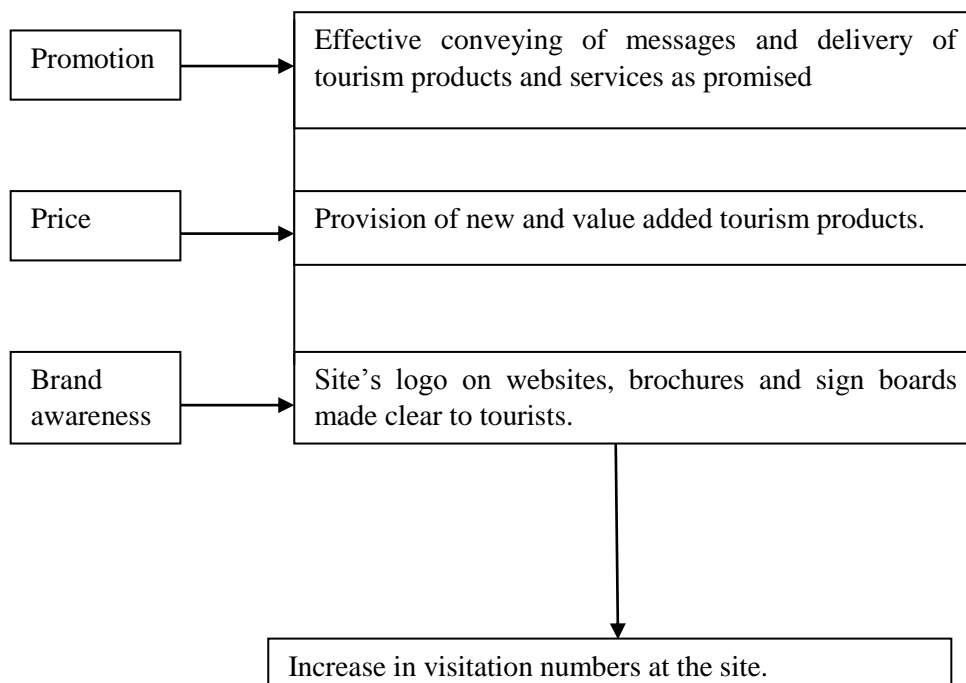 Promotion
Effective conveying of messages and delivery of
tourism products and services as promised
Price
Provision of new and value added tourism products.
Brand
awareness
Site’s logo on websites, brochures and sign boards
made clear to tourists.
Increase in visitation numbers at the site.